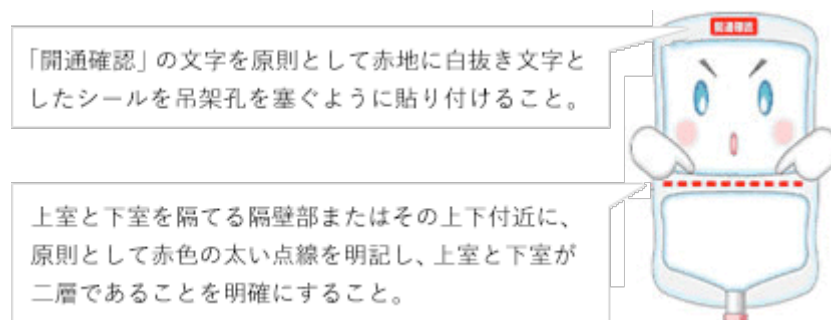 「開通確認」の文字を原則として赤地に白抜き文字と
したシールを吊架孔を塞ぐように貼り付けること。
開通確認
上室と下室を隔てる隔壁部またはその上下付近に、
原則として赤色の太い点線を明記し、上室と下室が
二層であることを明確にすること。